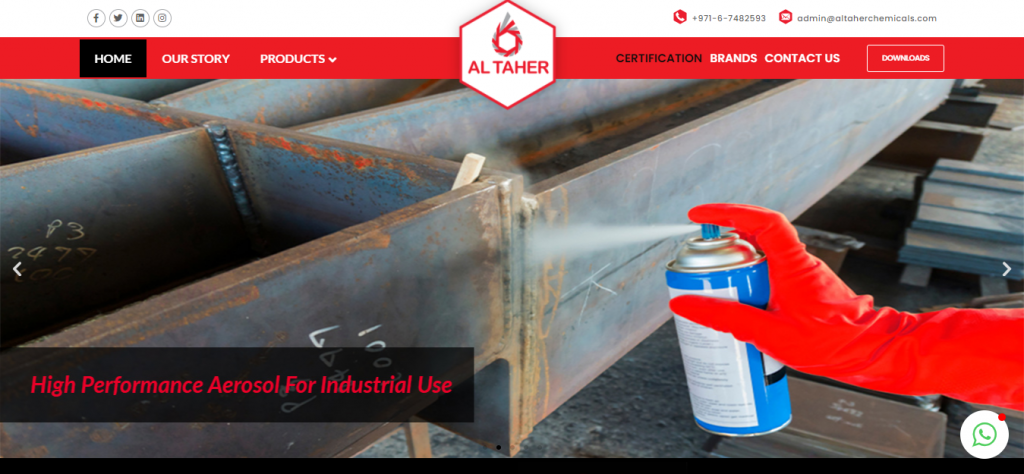 +971-6-7482593 admin@altaherchemicals.com
HOME OUR STORY PRODUCTS AL TAHER CERTIFICATION BRANDS CONTACT US DOWNLOADS
P3
High Performance Aerosol For Industrial Use